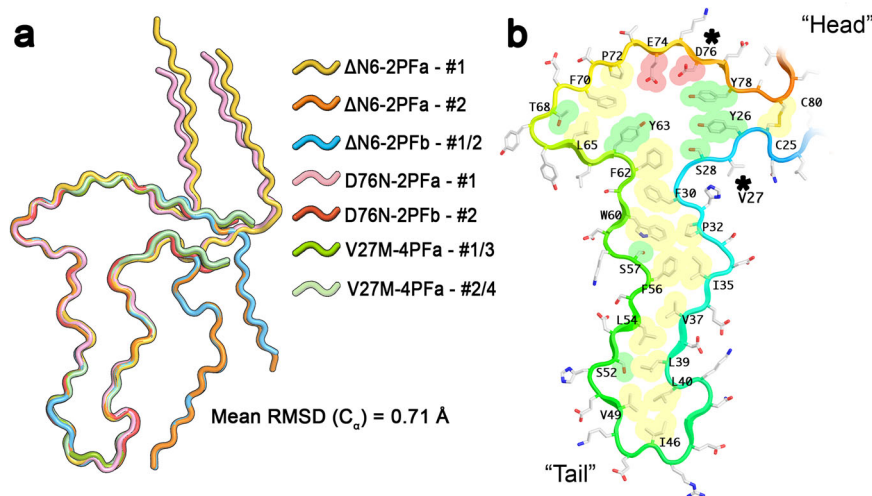 a
ΔN6-2PFa - #1
ΔN6-2PFa - #2
ΔN6-2PFb - #1/2
D76N-2PFa - #1
D76N-2PFb - #2
V27M-4PFa - #1/3
V27M-4PFa - #2/4
Mean RMSD (Cα) = 0.71 Å
b
"Head"
E74
*
P72
D76
F70
Y78
T68
C80
Y63
Y26
L65
C25
S28
F62
*
V27
F30
W60
P32
S57
F56
I35
L54
V37
L39
S52
L40
V49
I46
"Tail"